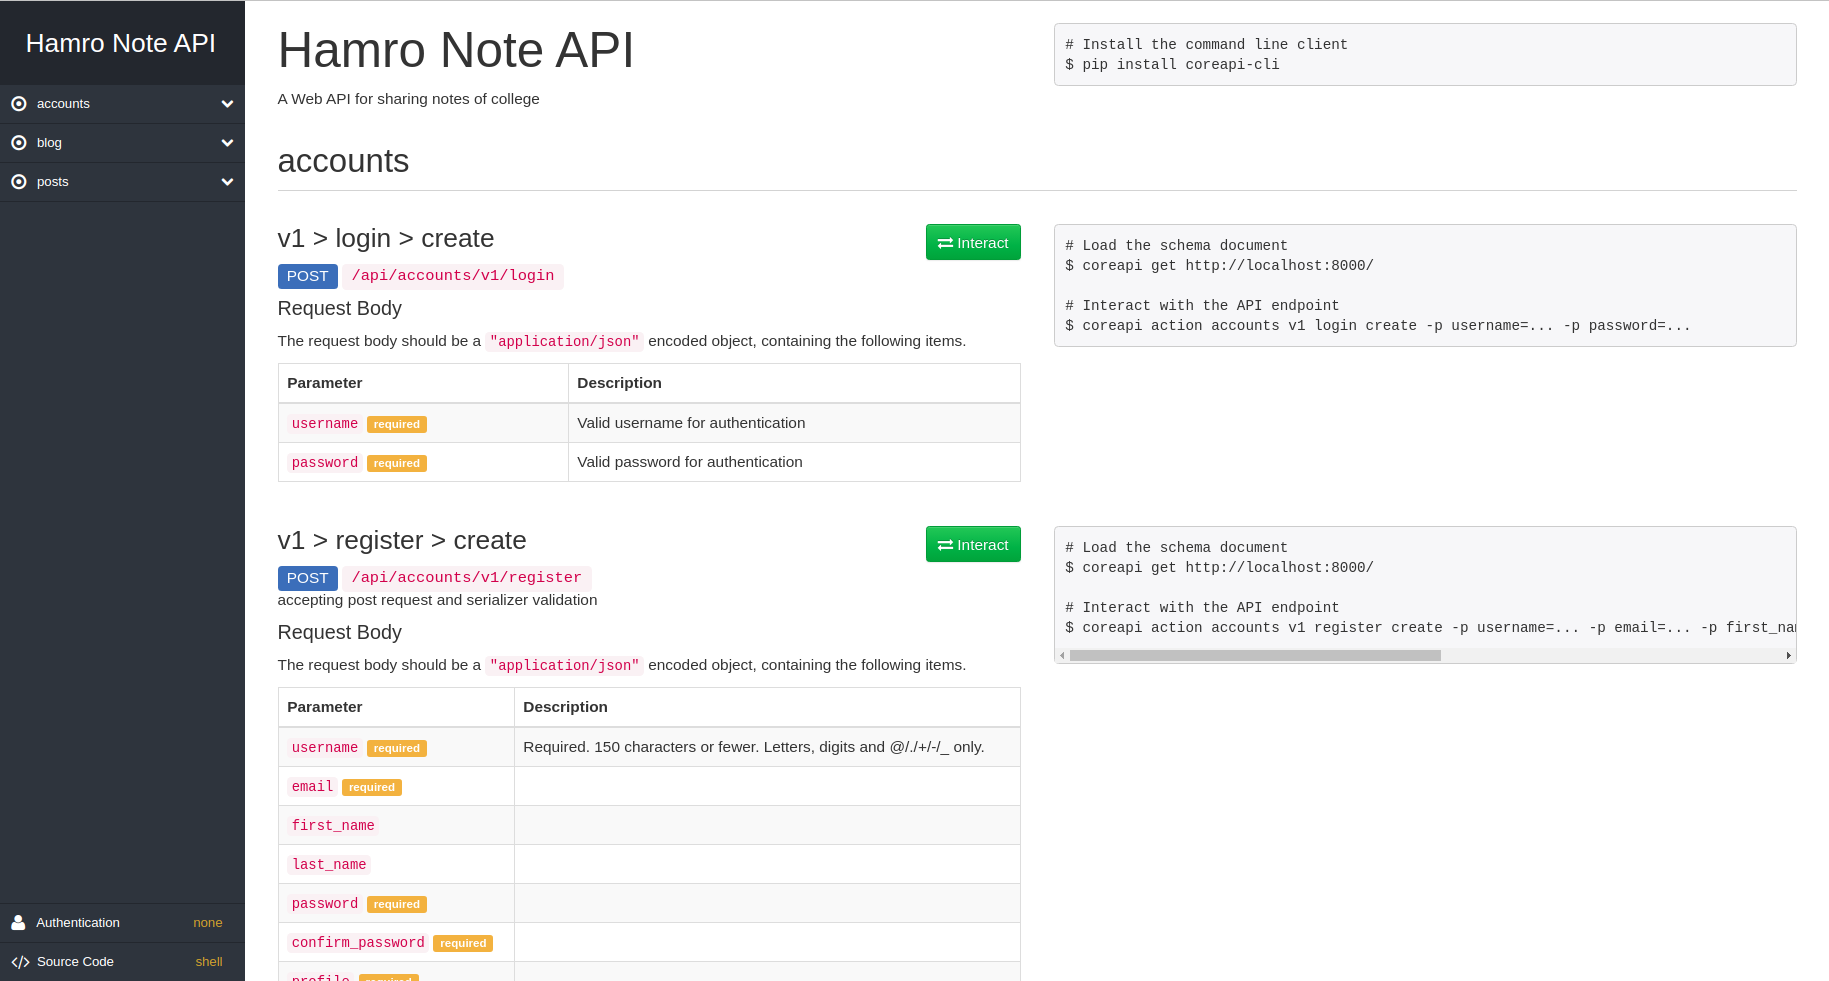 Hamro Note API
accounts
blog
posts
Authentication none
Source Code shell
Hamro Note API
A Web API for sharing notes of college
# Install the command line client
$ pip install coreapi-cli
accounts
v1 > login > create
Interact
POST /api/accounts/v1/login
Request Body
The request body should be a "application/json" encoded object, containing the following items.
Parameter Description
username required Valid username for authentication
password required Valid password for authentication
# Load the schema document
$ coreapi get http://localhost:8000/
# Interact with the API endpoint
$ coreapi action accounts v1 login create -p username=... -p password=...
v1 > register > create
Interact
POST /api/accounts/v1/register
accepting post request and serializer validation
Request Body
The request body should be a "application/json" encoded object, containing the following items.
Parameter Description
username required Required. 150 characters or fewer. Letters, digits and @/./+/-/_ only.
email required
first_name
last_name
password required
confirm_password required
profile required
# Load the schema document
$ coreapi get http://localhost:8000/
# Interact with the API endpoint
$ coreapi action accounts v1 register create -p username=... -p email=... -p